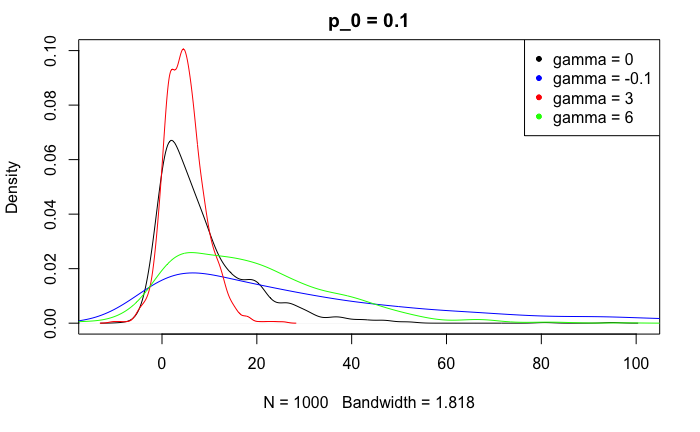 p_0 = 0.1
gamma = 0
gamma = -0.1
gamma = 3
gamma = 6
Density
0.00 0.02 0.04 0.06 0.08 0.10
0 20 40 60 80 100
N = 1000 Bandwidth = 1.818